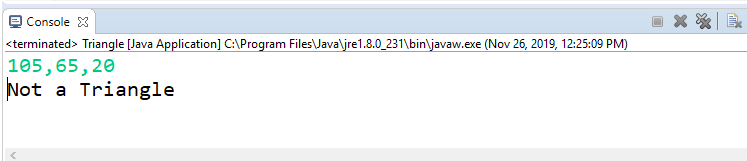 Console
<terminated> Triangle [Java Application] C:\Program Files\Java\jre1.8.0_231\bin\javaw.exe (Nov 26, 2019, 12:25:09 PM)
105,65,20
Not a Triangle